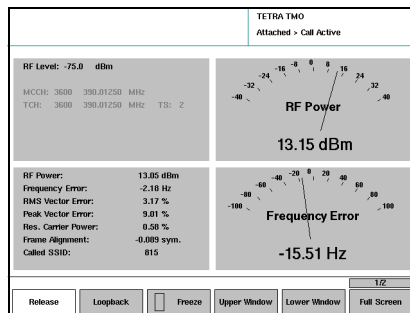 TETRA TMO
Attached > Call Active
RF Level: -75.0 dBm
MCCH: 3600 390.01250 MHz
TCH: 3600 390.01250 MHz TS: 2
-40 -32 -24 -16 -8 0 8 16 24 32 40
RF Power
13.15 dBm
RF Power: 13.05 dBm
Frequency Error: -2.18 Hz
RMS Vector Error: 3.17 %
Peak Vector Error: 9.01 %
Res. Carrier Power: 0.58 %
Frame Alignment: -0.089 sym.
Called SSID: 815
-100 -80 -60 -40 -20 0 20 40 60 80 100
Frequency Error
-15.51 Hz
1/2
Release Loopback Freeze Upper Window Lower Window Full Screen